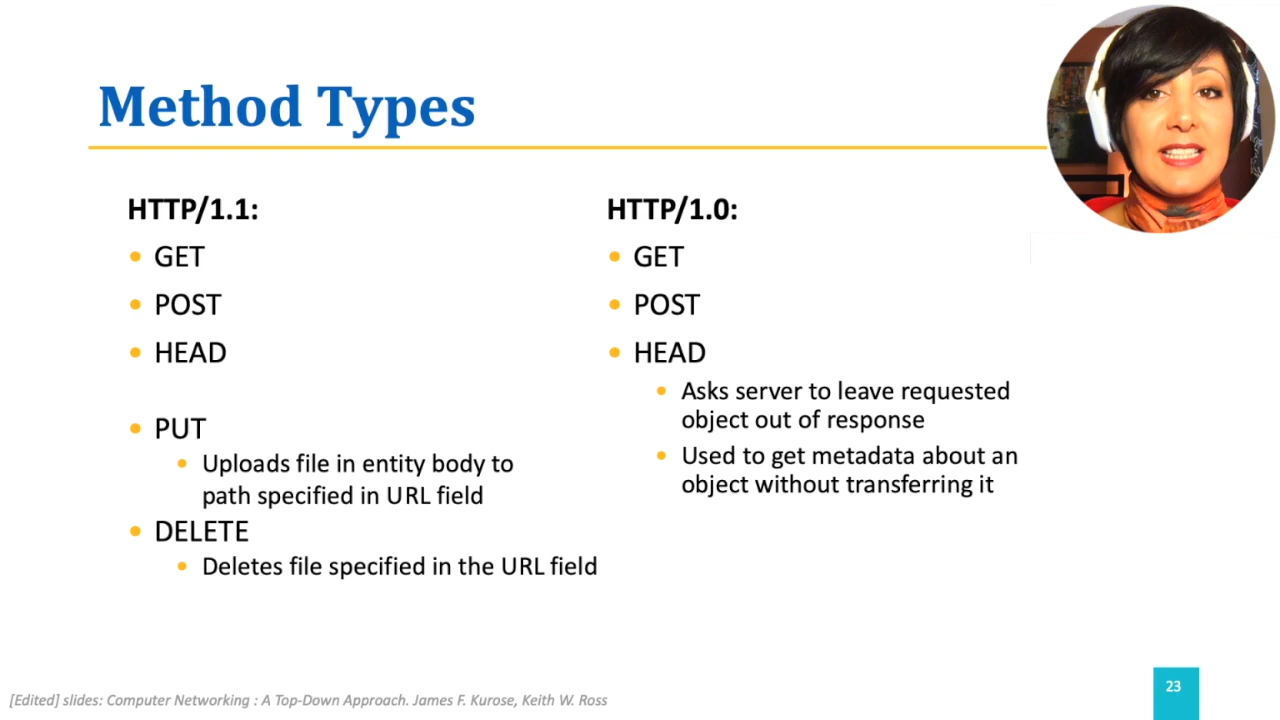 Method Types
HTTP/1.1:
• GET
• POST
• HEAD
• PUT
• Uploads file in entity body to
path specified in URL field
• DELETE
• Deletes file specified in the URL field
HTTP/1.0:
• GET
• POST
• HEAD
• Asks server to leave requested
object out of response
• Used to get metadata about an
object without transferring it
[Edited] slides: Computer Networking : A Top-Down Approach. James F. Kurose, Keith W. Ross
23